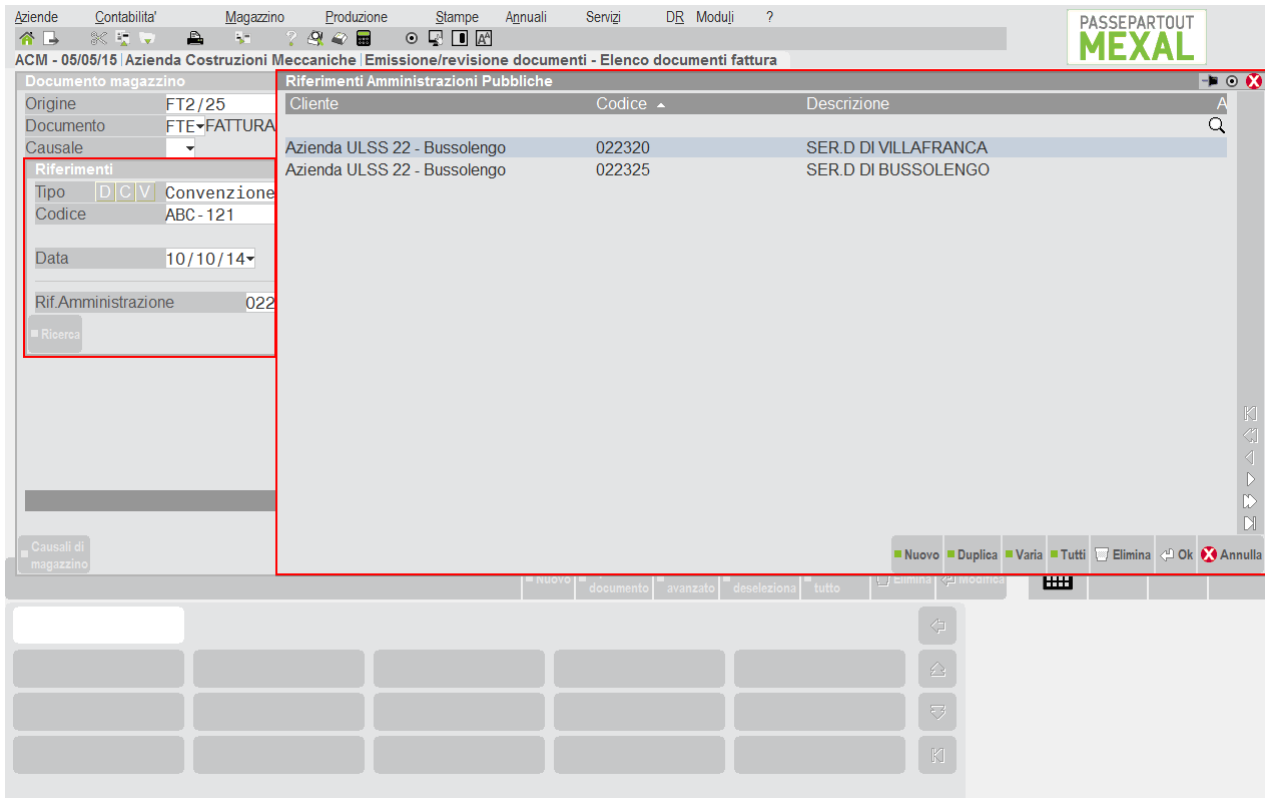 Aziende Contabilita' Magazzino Produzione Stampe Annuali Servizi DR Moduli ?
PASSEPARTOUT
MEXAL
ACM - 05/05/15 Azienda Costruzioni Meccaniche Emissione/revisione documenti - Elenco documenti fattura
Documento magazzino
Origine FT2/25
Documento FTE FATTURA
Causale
Riferimenti
Tipo D C V Convenzione
Codice ABC-121
Data 10/10/14
Rif.Amministrazione 022
Ricerca
Causali di
magazzino
Riferimenti Amministrazioni Pubbliche
Cliente Codice Descrizione A
Azienda ULSS 22 - Bussolengo 022320 SER.D DI VILLAFRANCA
Azienda ULSS 22 - Bussolengo 022325 SER.D DI BUSSOLENGO
Nuovo Duplica Varia Tutti Elimina Ok Annulla
Nuovo documento avanzato deseleziona tutto Elimina Modifica